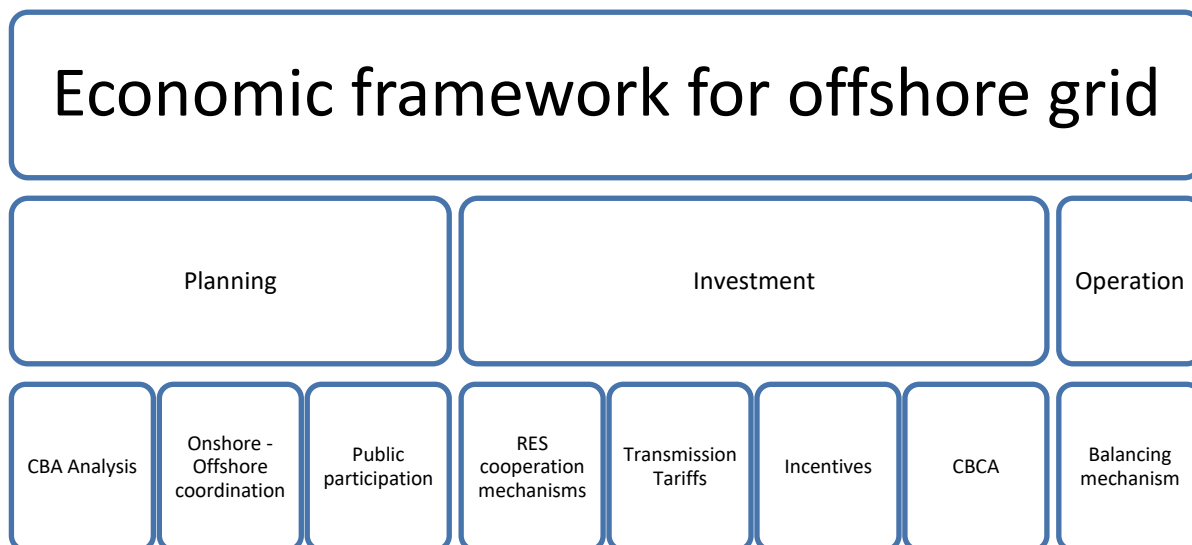 Economic framework for offshore grid
Planning
Investment
Operation
CBA Analysis
Onshore -
Offshore
coordination
Public
participation
RES
cooperation
mechanisms
Transmission
Tariffs
Incentives
CBCA
Balancing
mechanism